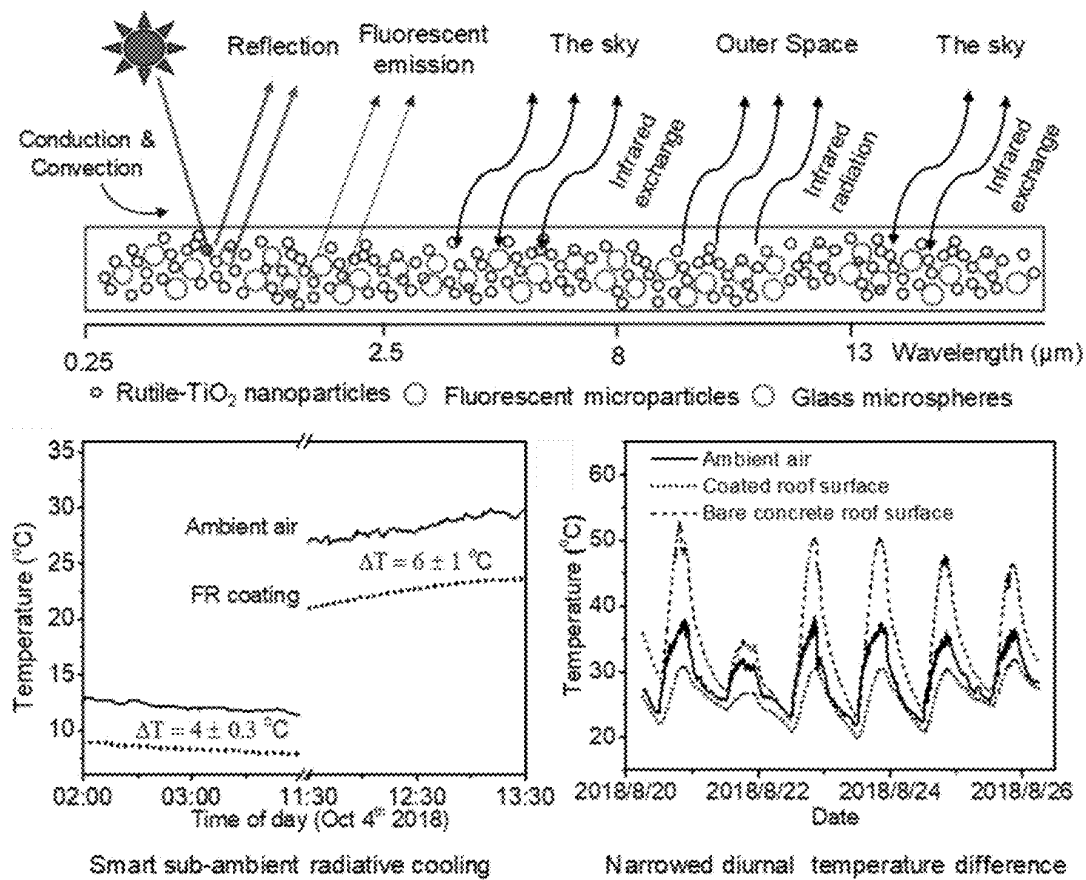 Reflection
Fluorescent
emission
The sky
Outer Space
The sky
Conduction &
Convection
Infrared
exchange
Infrared
radiation
Infrared
exchange
0.25
2.5
8
13
Wavelength (μm)
Rutile-TiO₂ nanoparticles
Fluorescent microparticles
Glass microspheres
35
30
25
20
15
10
Temperature (°C)
Ambient air
ΔT = 6 ± 1 °C
FR coating
ΔT = 4 ± 0.3 °C
02:00
03:00
11:30
12:30
13:30
Time of day (Oct 4th 2018)
Smart sub-ambient radiative cooling
60
50
40
30
20
Temperature (°C)
Ambient air
Coated roof surface
Bare concrete roof surface
2018/8/20
2018/8/22
2018/8/24
2018/8/26
Date
Narrowed diurnal temperature difference